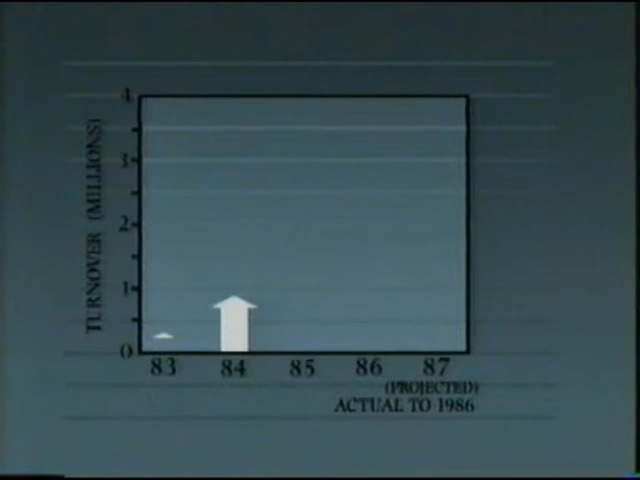 TURNOVER (MILLIONS)
4
3
2
1
0
83 84 85 86 87
(PROJECTED)
ACTUAL TO 1986